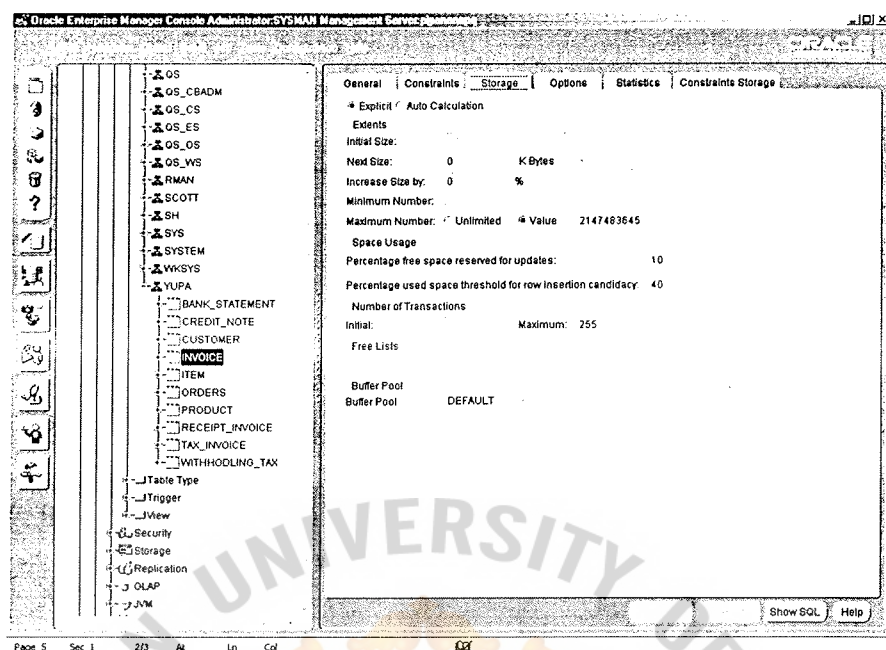 Oracle Enterprise Manager Console Administrator:SYSMAN Management Server:
QS
QS_CBADM
QS_CS
QS_ES
QS_OS
QS_WS
RMAN
SCOTT
SH
SYS
SYSTEM
WKSYS
YUPA
BANK_STATEMENT
CREDIT_NOTE
CUSTOMER
INVOICE
ITEM
ORDERS
PRODUCT
RECEIPT_INVOICE
TAX_INVOICE
WITHHODLING_TAX
Table Type
Trigger
View
Security
Storage
Replication
OLAP
JVM
General Constraints Storage Options Statistics Constraints Storage
Explicit Auto Calculation
Extents
Initial Size:
Next Size: 0 K Bytes
Increase Size by: 0 %
Minimum Number:
Maximum Number: Unlimited Value 2147483645
Space Usage
Percentage free space reserved for updates: 10
Percentage used space threshold for row insertion candidacy: 40
Number of Transactions
Initial: Maximum: 255
Free Lists
Buffer Pool
Buffer Pool DEFAULT
Show SQL Help
UNIVERSITY OF
Page 5 Sec 1 2/3 At Ln Col